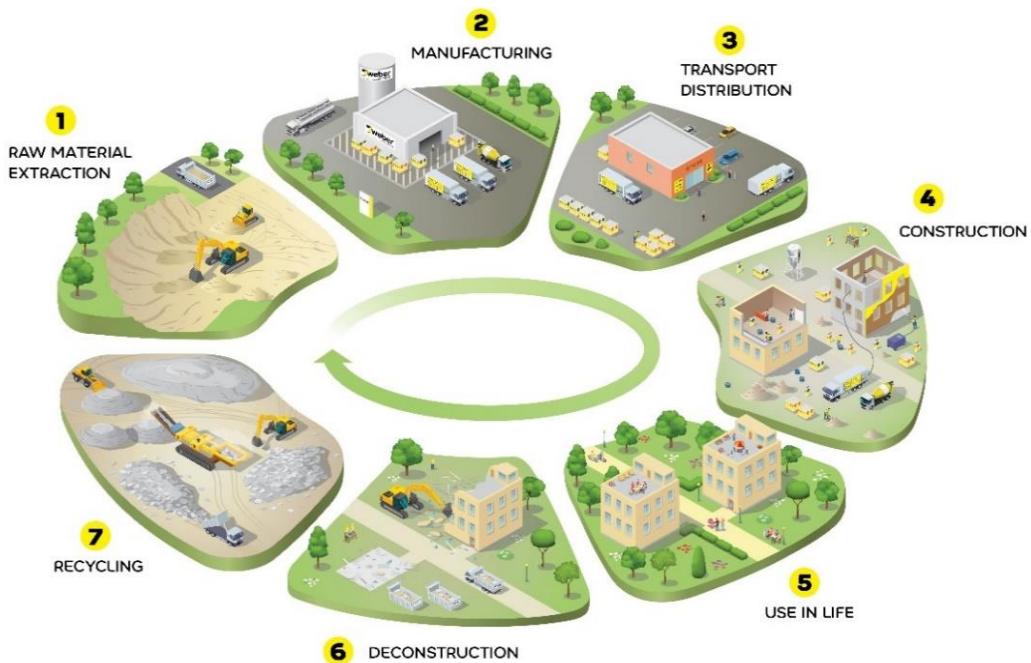 1
RAW MATERIAL
EXTRACTION
2
MANUFACTURING
weber
weber
3
TRANSPORT
DISTRIBUTION
4
CONSTRUCTION
5
USE IN LIFE
6
DECONSTRUCTION
7
RECYCLING